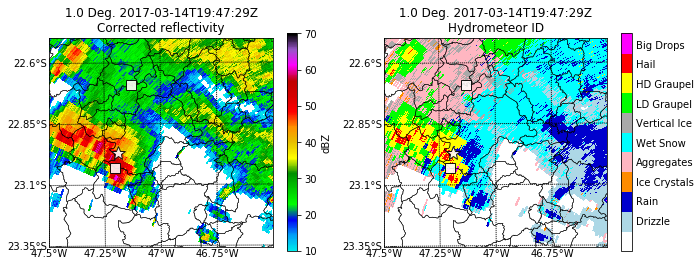 1.0 Deg. 2017-03-14T19:47:29Z
Corrected reflectivity
22.6°S
22.85°S
23.1°S
23.35°S
47.5°W
47.25°W
47°W
46.75°W
70
60
50
40
30
20
10
dBZ
1.0 Deg. 2017-03-14T19:47:29Z
Hydrometeor ID
22.6°S
22.85°S
23.1°S
23.35°S
47.5°W
47.25°W
47°W
46.75°W
Big Drops
Hail
HD Graupel
LD Graupel
Vertical Ice
Wet Snow
Aggregates
Ice Crystals
Rain
Drizzle